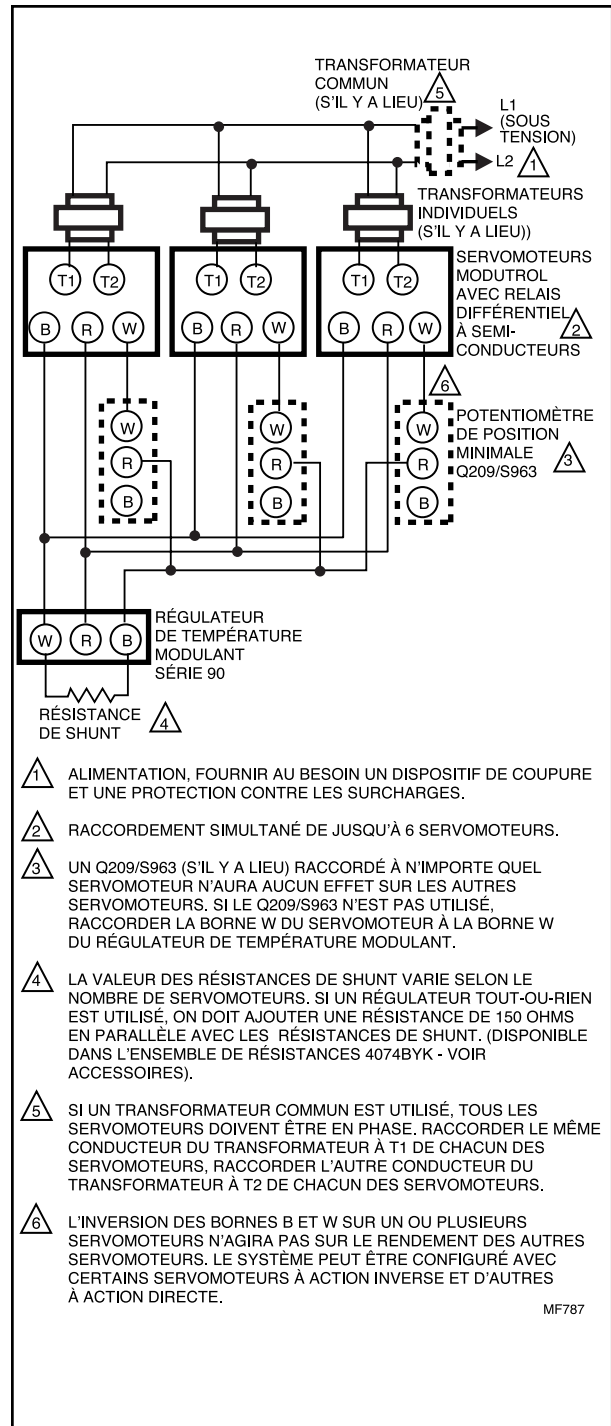 TRANSFORMATEUR
COMMUN
(S'IL Y A LIEU)
5
L1
(SOUS
TENSION)
L2
1
TRANSFORMATEURS
INDIVIDUELS
(S'IL Y A LIEU))
T1 T2 T1 T2 T1 T2
B R W B R W B R W
SERVOMOTEURS
MODUTROL
AVEC RELAIS
DIFFÉRENTIEL
À SEMI-
CONDUCTEURS
2
6
W W W
R R R
B B B
POTENTIOMÈTRE
DE POSITION
MINIMALE
Q209/S963
3
W R B
RÉGULATEUR
DE TEMPÉRATURE
MODULANT
SÉRIE 90
RÉSISTANCE
DE SHUNT
4
1 ALIMENTATION, FOURNIR AU BESOIN UN DISPOSITIF DE COUPURE
ET UNE PROTECTION CONTRE LES SURCHARGES.
2 RACCORDEMENT SIMULTANÉ DE JUSQU'À 6 SERVOMOTEURS.
3 UN Q209/S963 (S'IL Y A LIEU) RACCORDÉ À N'IMPORTE QUEL
SERVOMOTEUR N'AURA AUCUN EFFET SUR LES AUTRES
SERVOMOTEURS. SI LE Q209/S963 N'EST PAS UTILISÉ,
RACCORDER LA BORNE W DU SERVOMOTEUR À LA BORNE W
DU RÉGULATEUR DE TEMPÉRATURE MODULANT.
4 LA VALEUR DES RÉSISTANCES DE SHUNT VARIE SELON LE
NOMBRE DE SERVOMOTEURS. SI UN RÉGULATEUR TOUT-OU-RIEN
EST UTILISÉ, ON DOIT AJOUTER UNE RÉSISTANCE DE 150 OHMS
EN PARALLÈLE AVEC LES RÉSISTANCES DE SHUNT. (DISPONIBLE
DANS L'ENSEMBLE DE RÉSISTANCES 4074BYK - VOIR
ACCESSOIRES).
5 SI UN TRANSFORMATEUR COMMUN EST UTILISÉ, TOUS LES
SERVOMOTEURS DOIVENT ÊTRE EN PHASE. RACCORDER LE MÊME
CONDUCTEUR DU TRANSFORMATEUR À T1 DE CHACUN DES
SERVOMOTEURS, RACCORDER L'AUTRE CONDUCTEUR DU
TRANSFORMATEUR À T2 DE CHACUN DES SERVOMOTEURS.
6 L'INVERSION DES BORNES B ET W SUR UN OU PLUSIEURS
SERVOMOTEURS N'AGIRA PAS SUR LE RENDEMENT DES AUTRES
SERVOMOTEURS. LE SYSTÈME PEUT ÊTRE CONFIGURÉ AVEC
CERTAINS SERVOMOTEURS À ACTION INVERSE ET D'AUTRES
À ACTION DIRECTE.
MF787